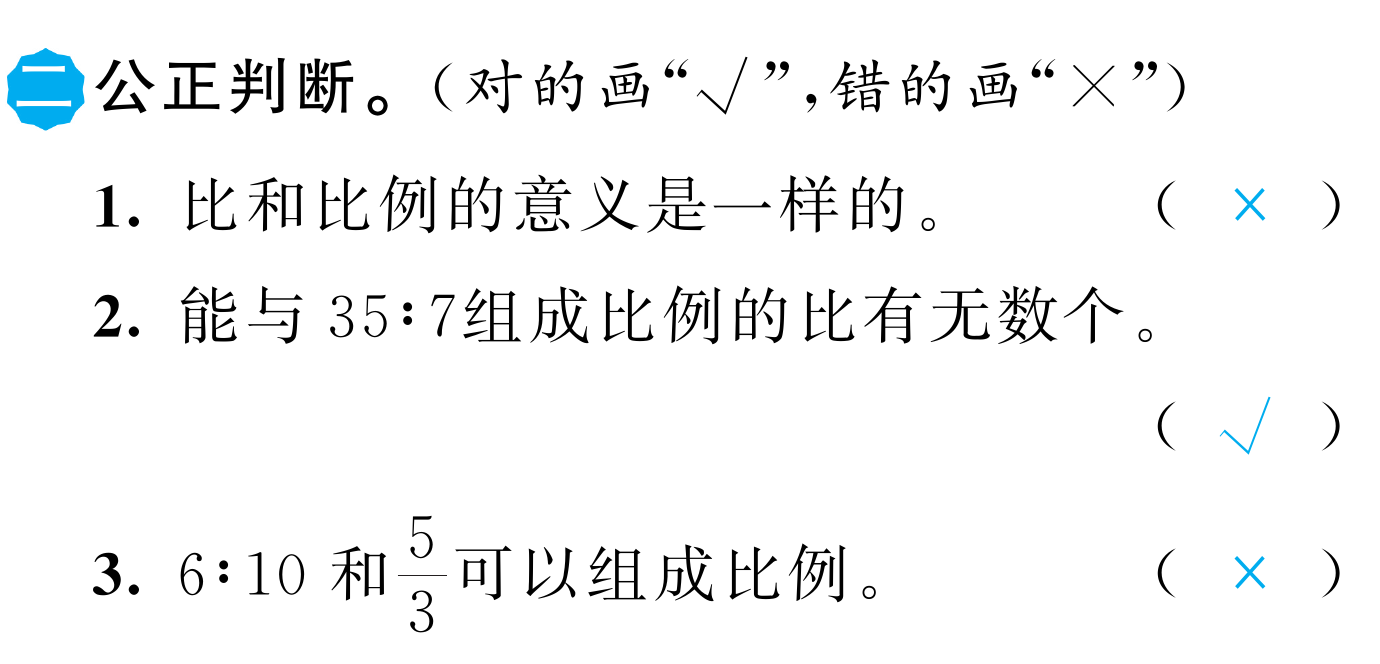 二 公正判断。(对的画“√”,错的画“×”)
1. 比和比例的意义是一样的。 ( × )
2. 能与 35∶7组成比例的比有无数个。
( √ )
3. 6∶10 和 5/3 可以组成比例。 ( × )